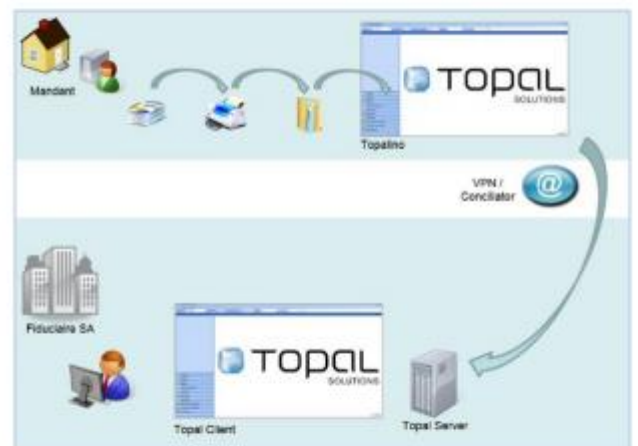 Mandant
TOPAL
SOLUTIONS
Topalino
VPN /
Conciliator
@
Fiduciaire SA
TOPAL
SOLUTIONS
Topal Client
Topal Server